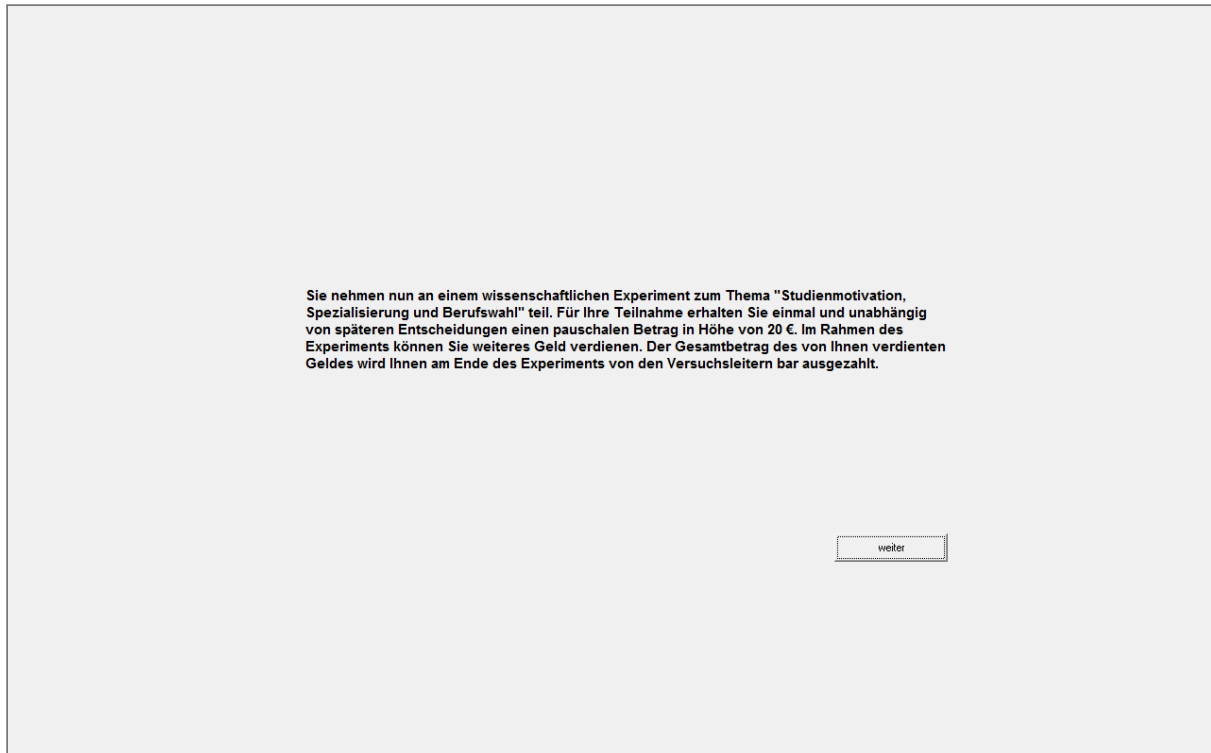 Sie nehmen nun an einem wissenschaftlichen Experiment zum Thema "Studienmotivation,
Spezialisierung und Berufswahl" teil. Für Ihre Teilnahme erhalten Sie einmal und unabhängig
von späteren Entscheidungen einen pauschalen Betrag in Höhe von 20 €. Im Rahmen des
Experiments können Sie weiteres Geld verdienen. Der Gesamtbetrag des von Ihnen verdienten
Geldes wird Ihnen am Ende des Experiments von den Versuchsleitern bar ausgezahlt.
weiter